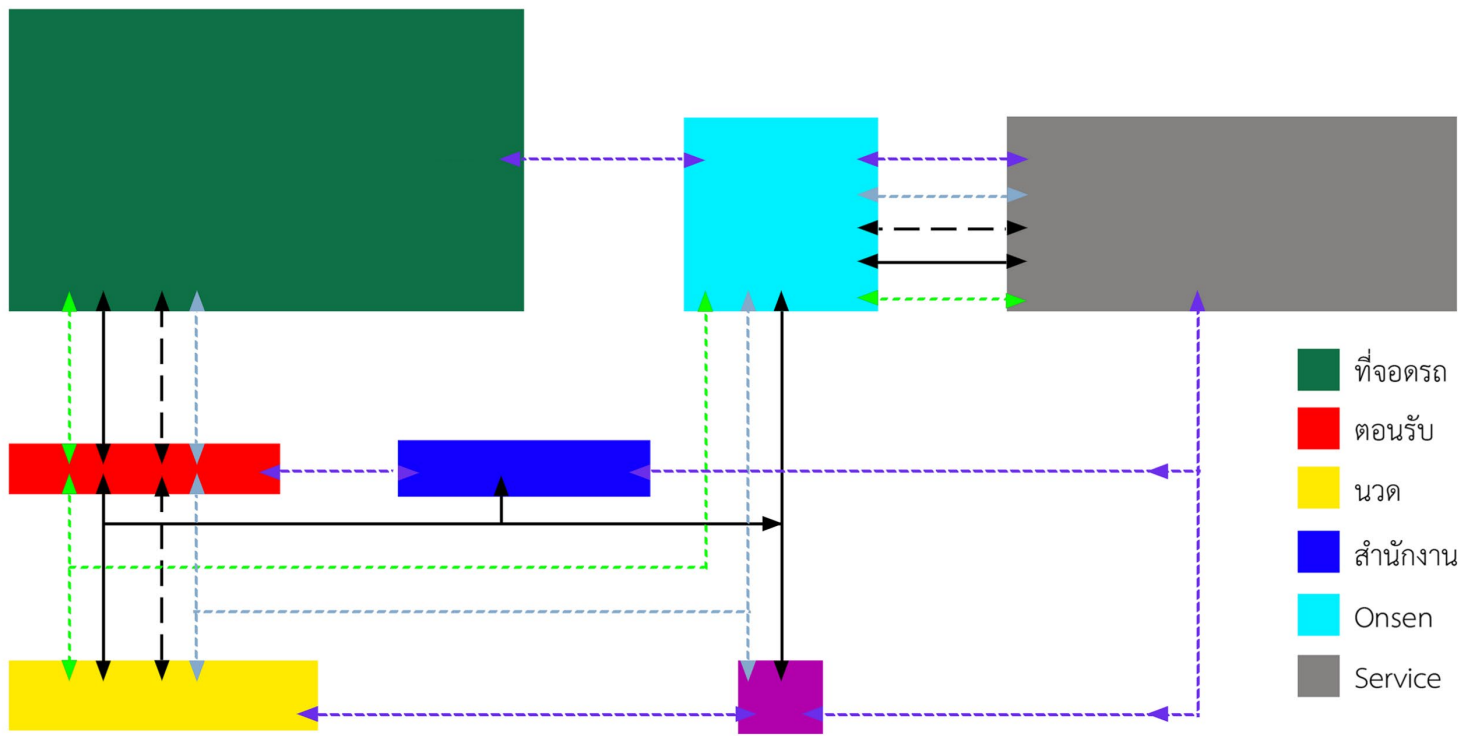 ที่จอดรถ
ตอนรับ
นวด
สำนักงาน
Onsen
Service